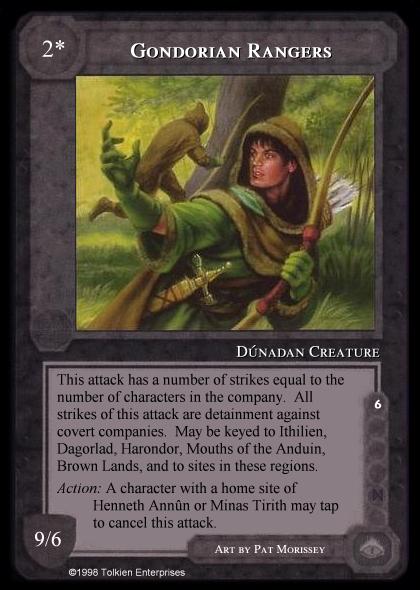 2*
GONDORIAN RANGERS
DÚNADAN CREATURE
This attack has a number of strikes equal to the
number of characters in the company. All
strikes of this attack are detainment against
covert companies. May be keyed to Ithilien,
Dagorlad, Harondor, Mouths of the Anduin,
Brown Lands, and to sites in these regions.
6
Action: A character with a home site of
Henneth Annûn or Minas Tirith may tap
to cancel this attack.
9/6
ART BY PAT MORISSEY
©1998 Tolkien Enterprises